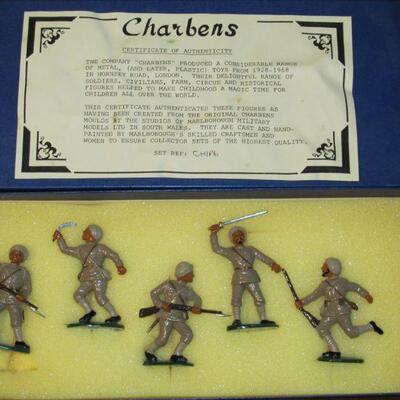 Charbens
CERTIFICATE OF AUTHENTICITY
THE COMPANY "CHARBENS" PRODUCED A CONSIDERABLE RANGE
OF METAL, (AND LATER, PLASTIC) TOYS FROM 1928-1968
IN HORNSEY ROAD, LONDON. THEIR DELIGHTFUL RANGE OF
SOLDIERS, CIVILIANS, FARM, CIRCUS AND HISTORICAL
FIGURES HELPED TO MAKE CHILDHOOD A MAGIC TIME FOR
CHILDREN ALL OVER THE WORLD.
THIS CERTIFICATE AUTHENTICATES THESE FIGURES AS
HAVING BEEN CREATED FROM THE ORIGINAL CHARBENS
MOULDS AT THE STUDIOS OF MARLBOROUGH MILITARY
MODELS LTD IN SOUTH WALES. THEY ARE CAST AND HAND-
PAINTED BY MARLBOROUGH'S SKILLED CRAFTSMEN AND
WOMEN TO ENSURE COLLECTOR SETS OF THE HIGHEST QUALITY.
SET REF: